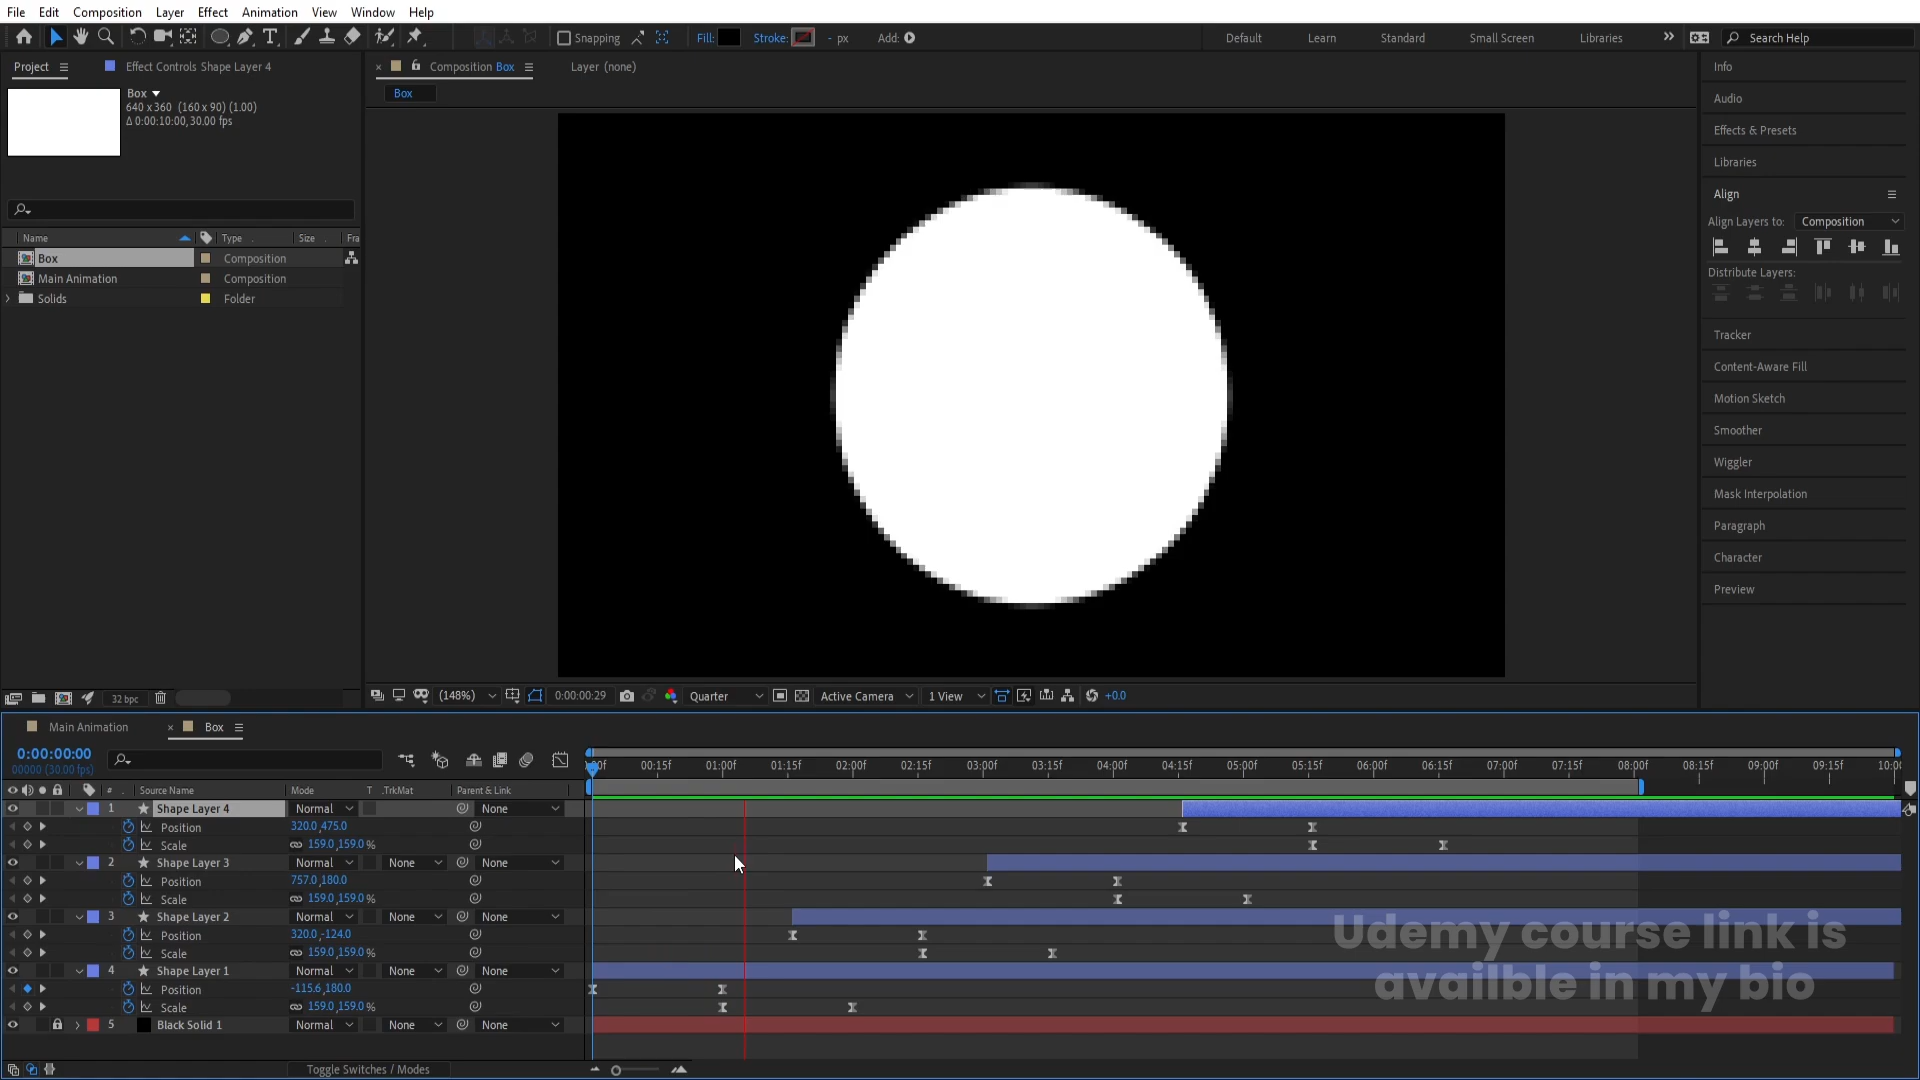 File Edit Composition Layer Effect Animation View Window Help
Snapping Fill: Stroke: - px Add: Default Learn Standard Small Screen Libraries Search Help
Project Effect Controls Shape Layer 4
Box
640 x 360 (160 x 90) (1.00)
Δ 0:00:10:00, 30.00 fps
Name Type Size Fra
Box Composition
Main Animation Composition
Solids Folder
32 bpc
Composition Box Layer (none)
Box
(148%) 0:00:00:29 Quarter Active Camera 1 View +0.0
Info
Audio
Effects & Presets
Libraries
Align
Align Layers to: Composition
Distribute Layers:
Tracker
Content-Aware Fill
Motion Sketch
Smoother
Wiggler
Mask Interpolation
Paragraph
Character
Preview
Main Animation Box
0:00:00:00
00000 (30.00 fps)
00f 00:15f 01:00f 01:15f 02:00f 02:15f 03:00f 03:15f 04:00f 04:15f 05:00f 05:15f 06:00f 06:15f 07:00f 07:15f 08:00f 08:15f 09:00f 09:15f 10:00
# Source Name Mode T .TrkMat Parent & Link
1 Shape Layer 4 Normal None
Position 320.0,475.0
Scale 159.0,159.0%
2 Shape Layer 3 Normal None None
Position 757.0,180.0
Scale 159.0,159.0%
3 Shape Layer 2 Normal None None
Position 320.0,-124.0
Scale 159.0,159.0%
4 Shape Layer 1 Normal None None
Position -115.6,180.0
Scale 159.0,159.0%
5 Black Solid 1 Normal None None
Toggle Switches / Modes
Udemy course link is
availble in my bio